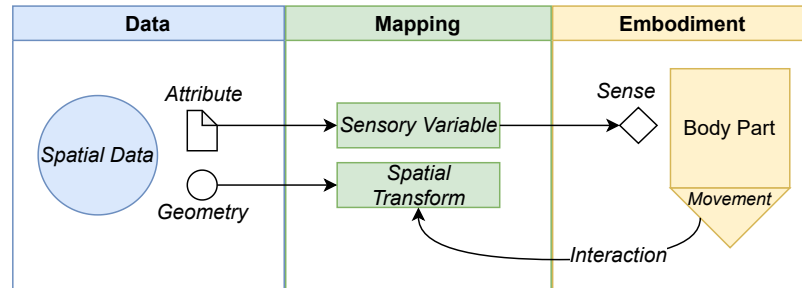 Data
Mapping
Embodiment
Spatial Data
Attribute
Geometry
Sensory Variable
Spatial
Transform
Sense
Body Part
Movement
Interaction